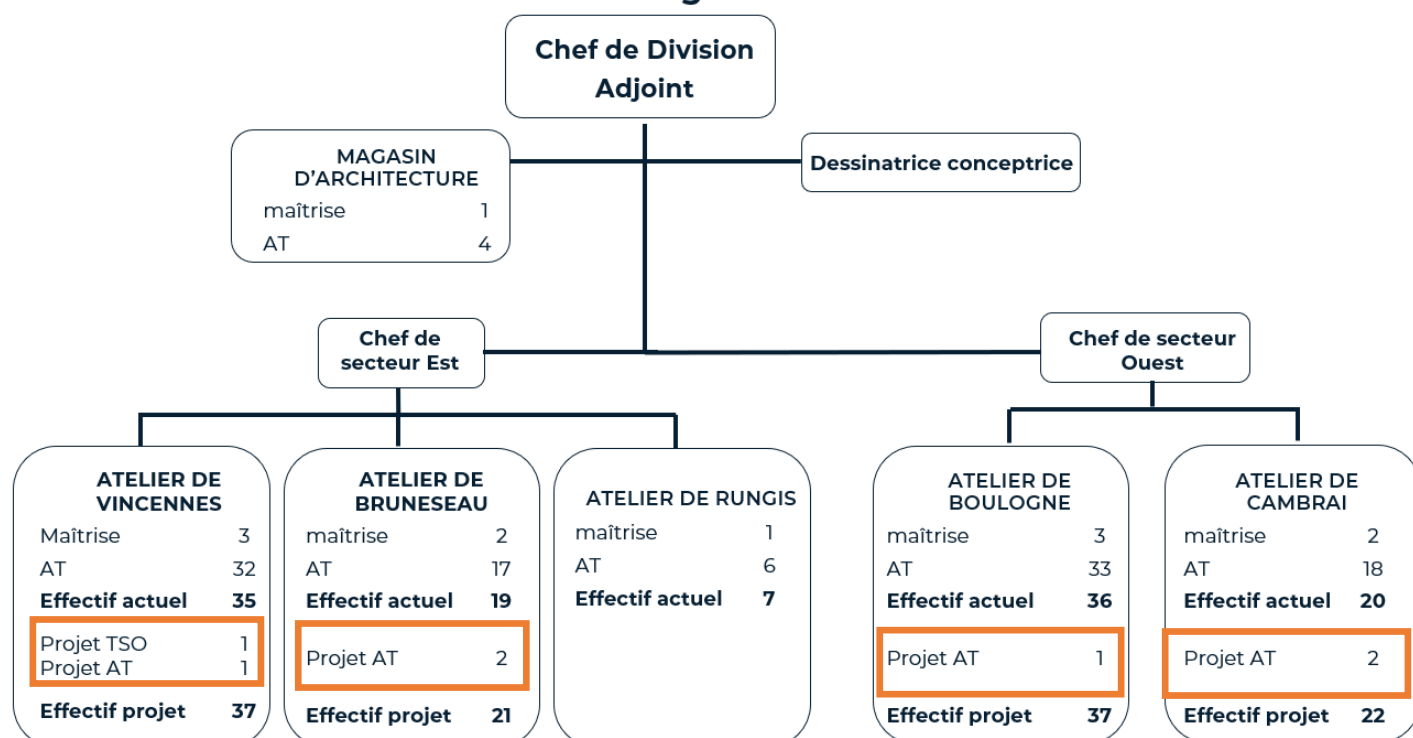 Chef de Division
Adjoint
MAGASIN
D'ARCHITECTURE
maîtrise 1
AT 4
Dessinatrice conceptrice
Chef de
secteur Est
Chef de secteur
Ouest
ATELIER DE
VINCENNES
Maîtrise 3
AT 32
Effectif actuel 35
Projet TSO 1
Projet AT 1
Effectif projet 37
ATELIER DE
BRUNESEAU
maîtrise 2
AT 17
Effectif actuel 19
Projet AT 2
Effectif projet 21
ATELIER DE RUNGIS
maîtrise 1
AT 6
Effectif actuel 7
ATELIER DE
BOULOGNE
maîtrise 3
AT 33
Effectif actuel 36
Projet AT 1
Effectif projet 37
ATELIER DE
CAMBRAI
maîtrise 2
AT 18
Effectif actuel 20
Projet AT 2
Effectif projet 22